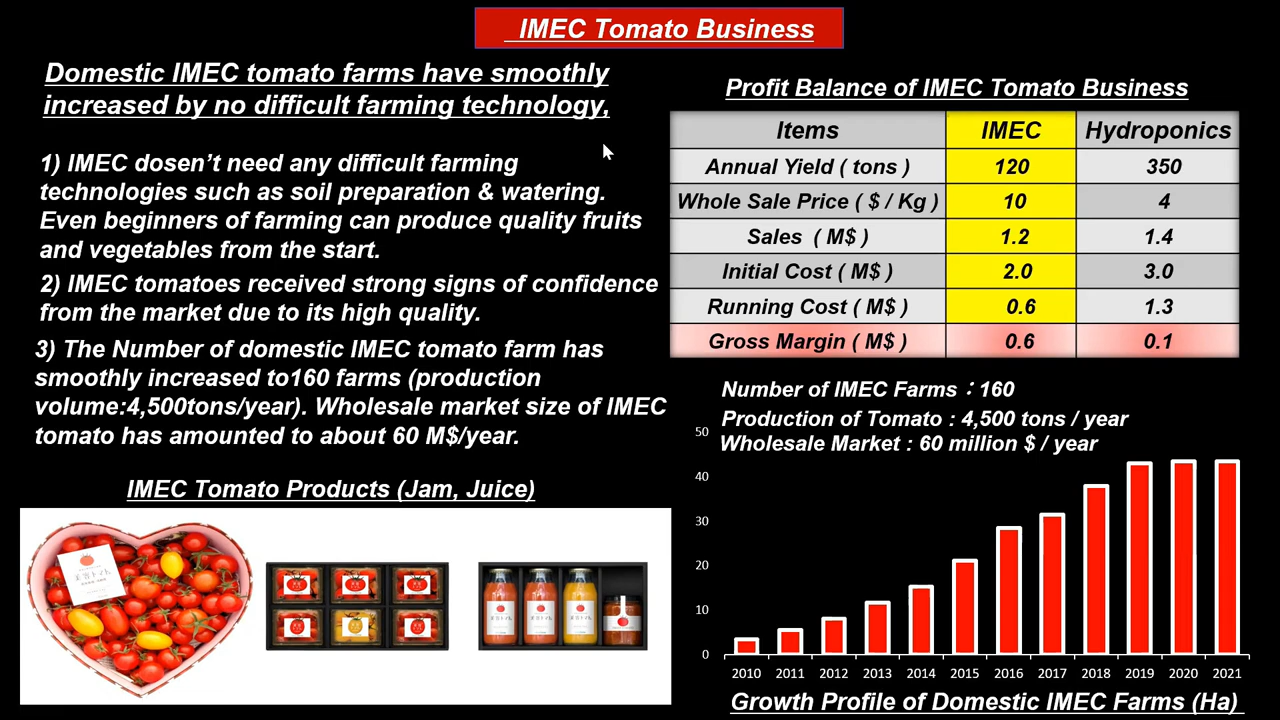 IMEC Tomato Business
Domestic IMEC tomato farms have smoothly
increased by no difficult farming technology,
1) IMEC dosen't need any difficult farming
technologies such as soil preparation & watering.
Even beginners of farming can produce quality fruits
and vegetables from the start.
2) IMEC tomatoes received strong signs of confidence
from the market due to its high quality.
3) The Number of domestic IMEC tomato farm has
smoothly increased to160 farms (production
volume:4,500tons/year). Wholesale market size of IMEC
tomato has amounted to about 60 M$/year.
IMEC Tomato Products (Jam, Juice)
Profit Balance of IMEC Tomato Business
Items IMEC Hydroponics
Annual Yield ( tons ) 120 350
Whole Sale Price ( $ / Kg ) 10 4
Sales ( M$ ) 1.2 1.4
Initial Cost ( M$ ) 2.0 3.0
Running Cost ( M$ ) 0.6 1.3
Gross Margin ( M$ ) 0.6 0.1
Number of IMEC Farms：160
Production of Tomato : 4,500 tons / year
Wholesale Market : 60 million $ / year
50
40
30
20
10
0
2010 2011 2012 2013 2014 2015 2016 2017 2018 2019 2020 2021
Growth Profile of Domestic IMEC Farms (Ha)